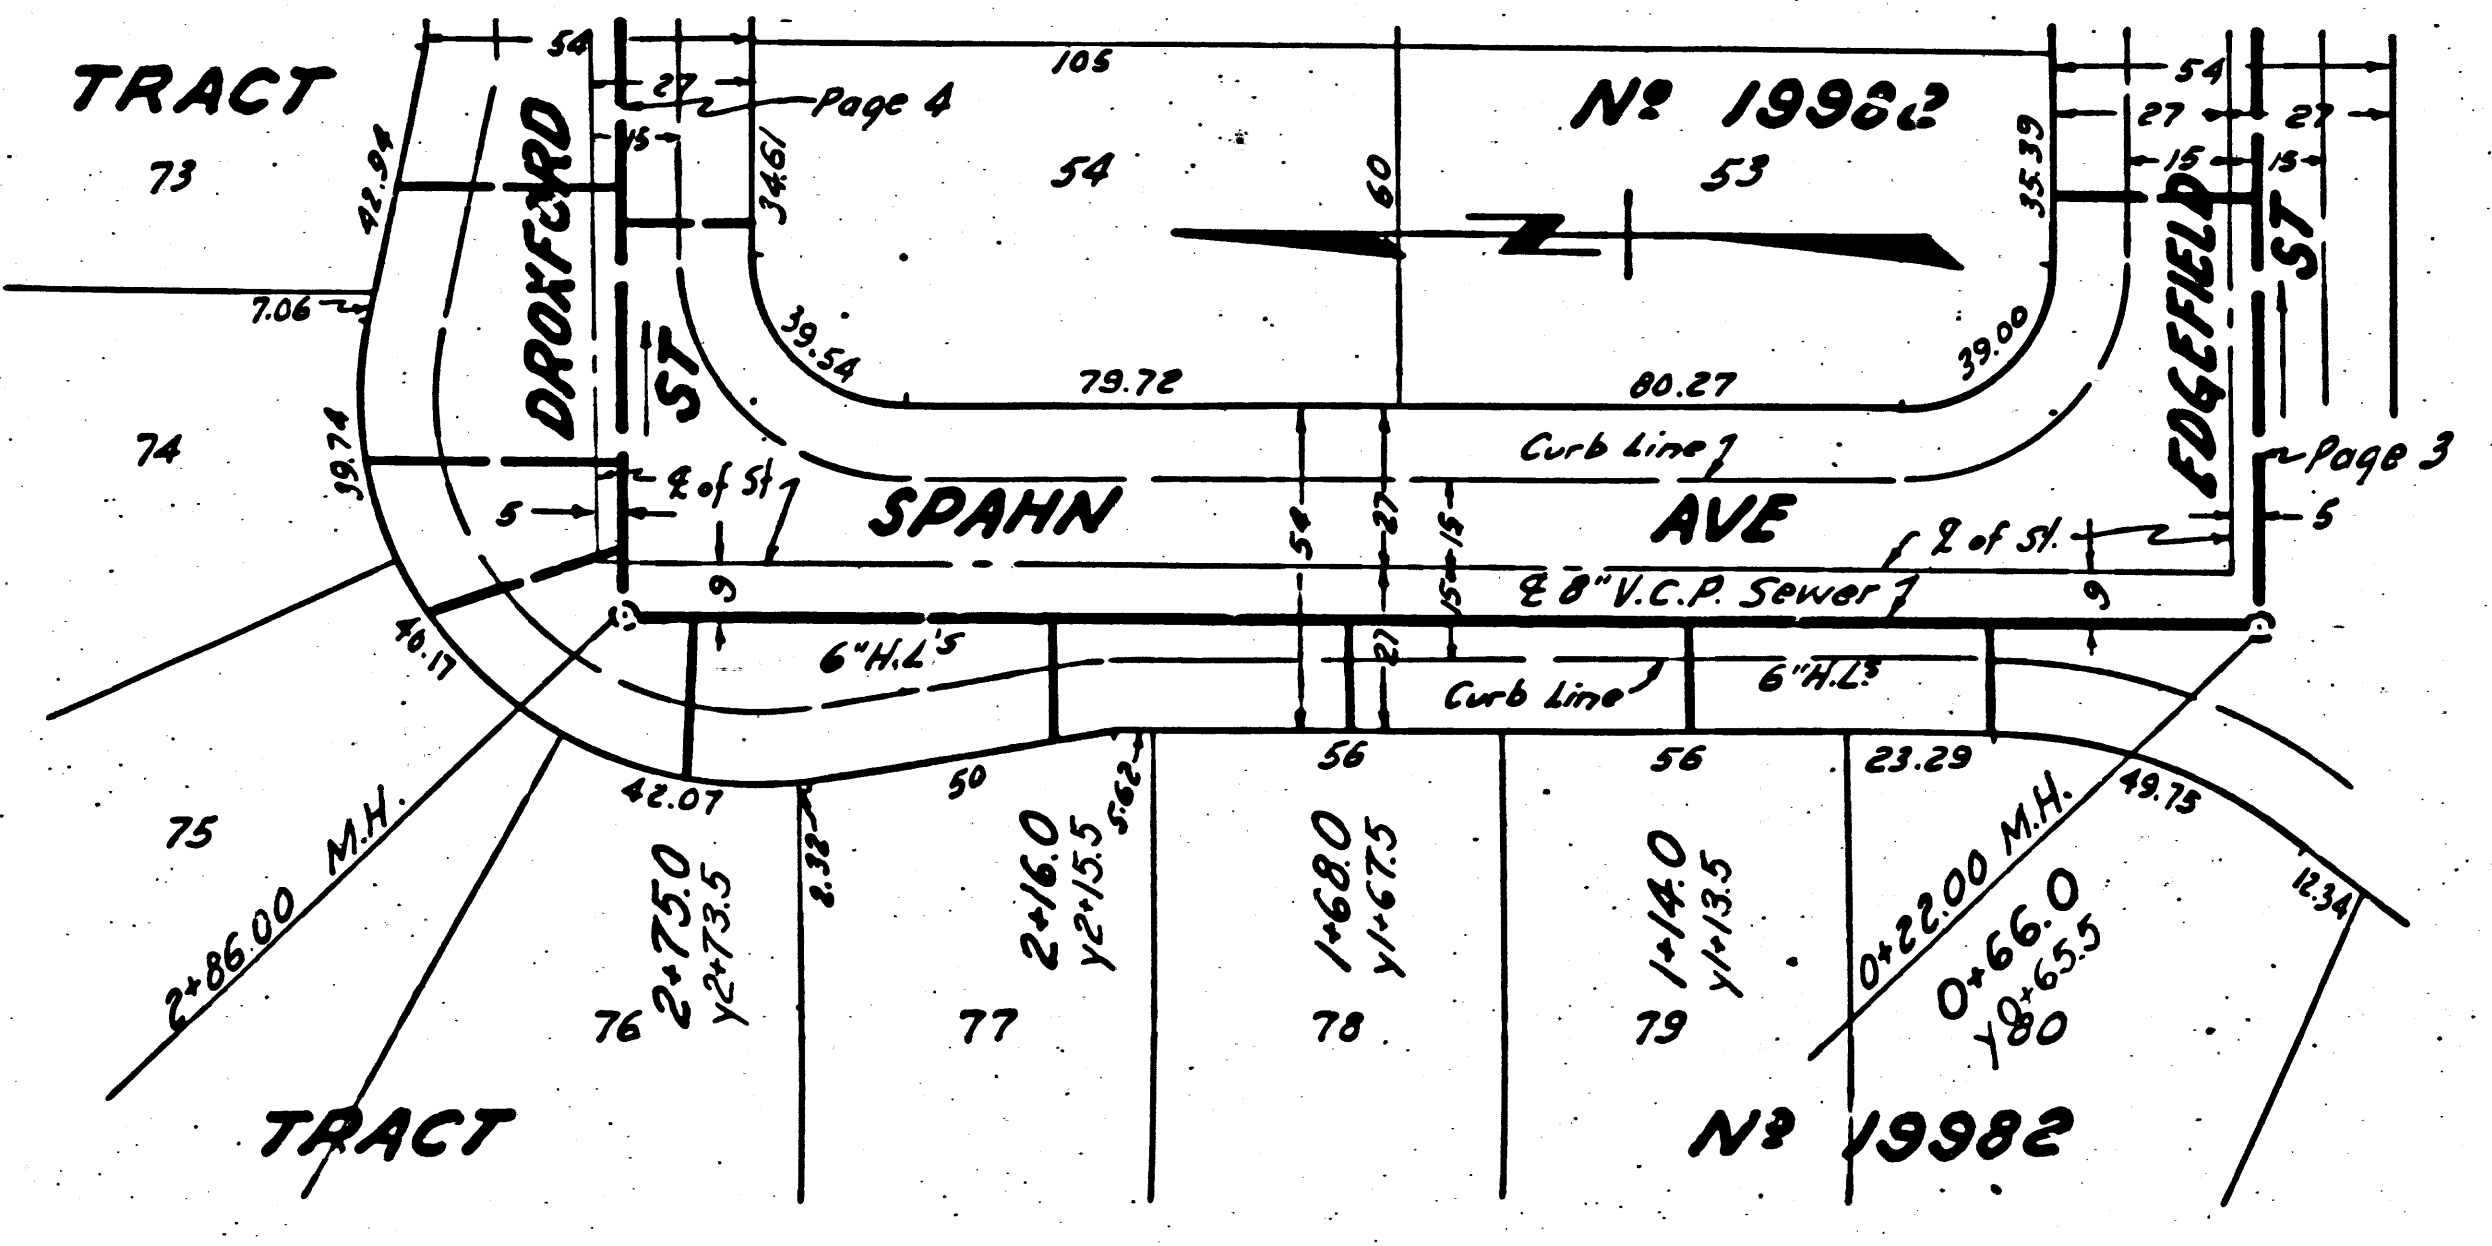 TRACT
Nº 19982
54
27
15
Page 4
105
54
27
27
15
15
73
42.94
34.61
54
60
53
35.39
DROXFORD
ST
EDGEFIELD
ST
N
7.06
39.54
79.72
80.27
39.00
74
39.74
Curb Line
Page 3
℄ of St
5
SPAHN
AVE
5
54
27
15
℄ of St.
9
15
27
℄ 8" V.C.P. Sewer
9
40.17
6" H.L'S
Curb Line
6" H.L'S
42.07
50
5.62
56
56
23.29
49.75
12.34
2.32
75
2+86.00 M.H.
2+75.0
Y2+73.5
2+16.0
Y2+15.5
1+68.0
Y1+67.5
1+14.0
Y1+13.5
0+22.00 M.H.
0+66.0
Y0+65.5
76
77
78
79
80
TRACT
Nº 19982